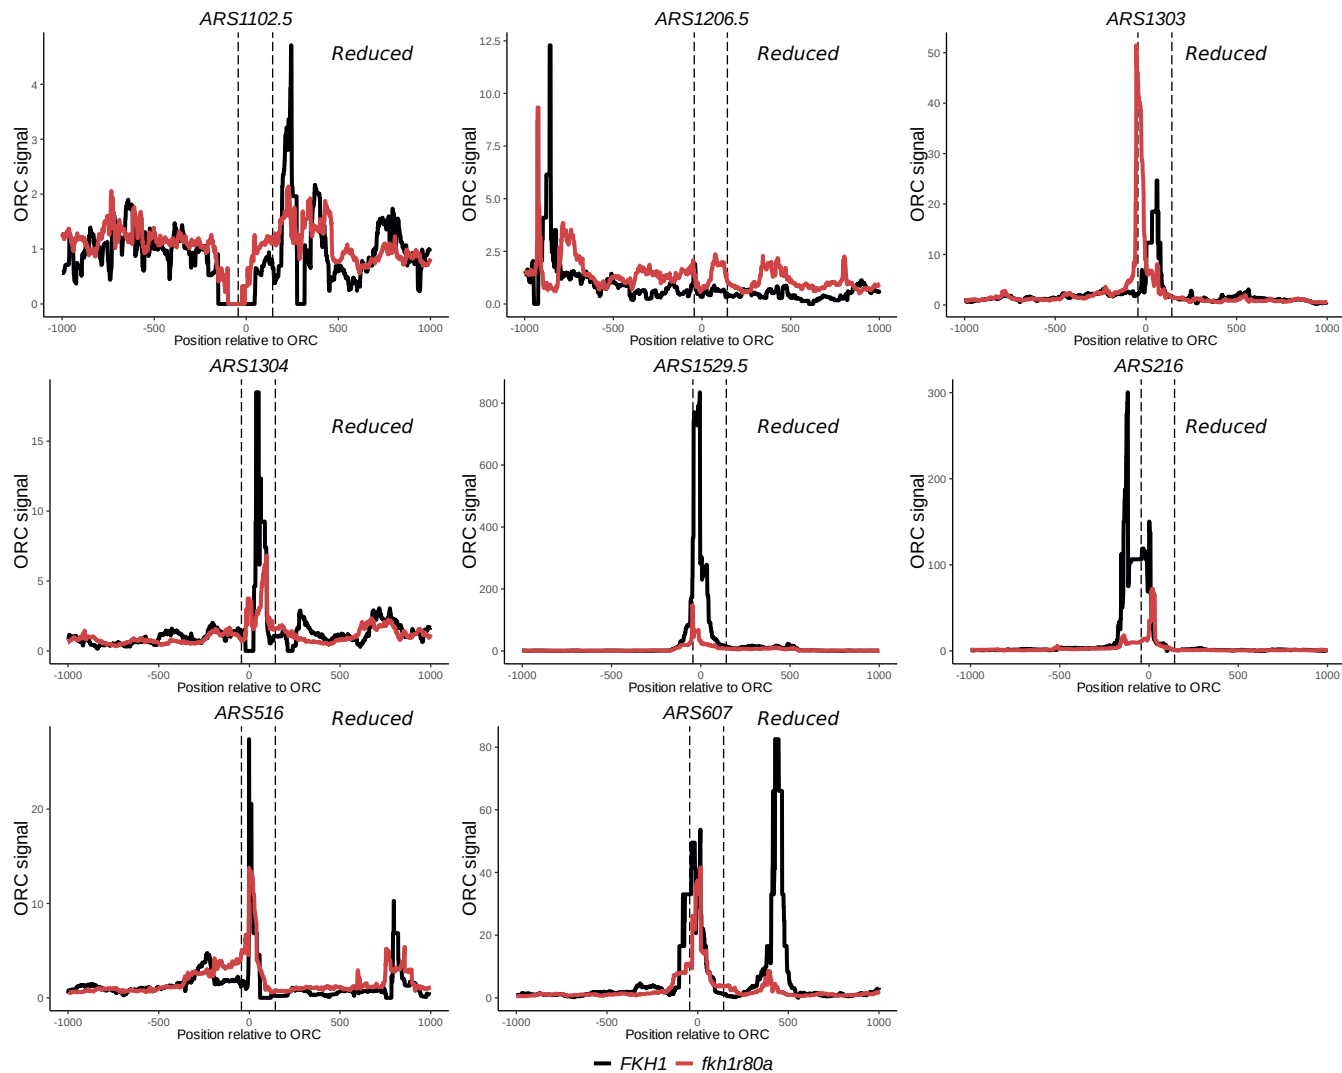 ARS1102.5
Reduced
ORC signal
4
3
2
1
0
-1000 -500 0 500 1000
Position relative to ORC
ARS1206.5
Reduced
ORC signal
12.5
10.0
7.5
5.0
2.5
0.0
-1000 -500 0 500 1000
Position relative to ORC
ARS1303
Reduced
ORC signal
50
40
30
20
10
0
-1000 -500 0 500 1000
Position relative to ORC
ARS1304
Reduced
ORC signal
15
10
5
0
-1000 -500 0 500 1000
Position relative to ORC
ARS1529.5
Reduced
ORC signal
800
600
400
200
0
-1000 -500 0 500 1000
Position relative to ORC
ARS216
Reduced
ORC signal
300
200
100
0
-1000 -500 0 500 1000
Position relative to ORC
ARS516
Reduced
ORC signal
20
10
0
-1000 -500 0 500 1000
Position relative to ORC
ARS607
Reduced
ORC signal
80
60
40
20
0
-1000 -500 0 500 1000
Position relative to ORC
FKH1 fkh1r80a